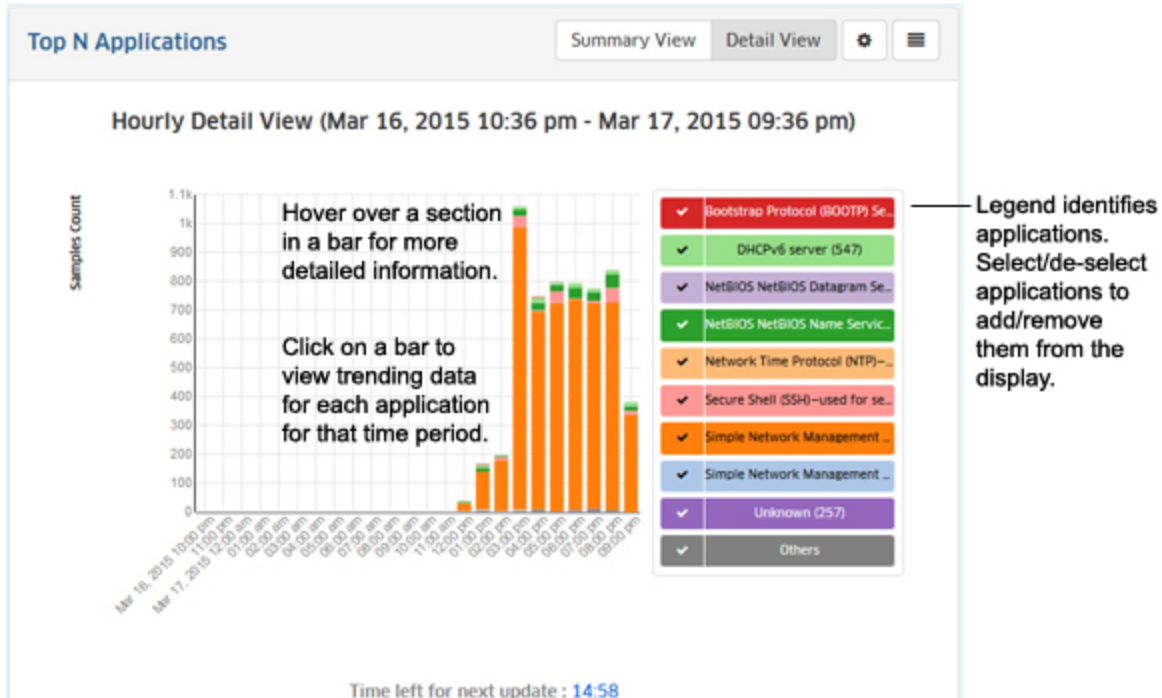 Top N Applications
Summary View
Detail View
Hourly Detail View (Mar 16, 2015 10:36 pm - Mar 17, 2015 09:36 pm)
Samples Count
1.1k
1k
900
800
700
600
500
400
300
200
100
0
Hover over a section
in a bar for more
detailed information.
Click on a bar to
view trending data
for each application
for that time period.
Mar 16, 2015 10:00 pm
11:00 pm
Mar 17, 2015 12:00 am
01:00 am
02:00 am
03:00 am
04:00 am
05:00 am
06:00 am
07:00 am
08:00 am
09:00 am
10:00 am
11:00 am
12:00 pm
01:00 pm
02:00 pm
03:00 pm
04:00 pm
05:00 pm
06:00 pm
07:00 pm
08:00 pm
09:00 pm
Bootstrap Protocol (BOOTP) Se...
DHCPv6 server (547)
NetBIOS NetBIOS Datagram Se...
NetBIOS NetBIOS Name Servic...
Network Time Protocol (NTP)—...
Secure Shell (SSH)—used for se...
Simple Network Management ...
Simple Network Management ...
Unknown (257)
Others
Legend identifies
applications.
Select/de-select
applications to
add/remove
them from the
display.
Time left for next update : 14:58